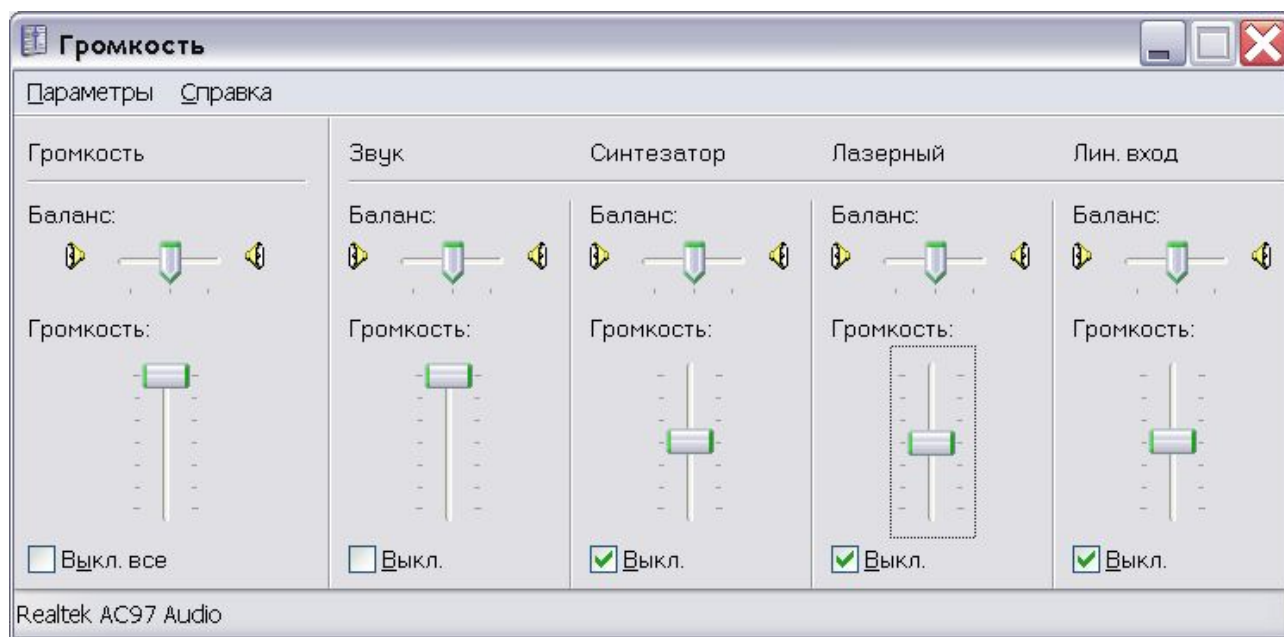 Громкость
Параметры Справка
Громкость Звук Синтезатор Лазерный Лин. вход
Баланс: Баланс: Баланс: Баланс: Баланс:
Громкость: Громкость: Громкость: Громкость: Громкость:
Выкл. все Выкл. Выкл. Выкл. Выкл.
Realtek AC97 Audio